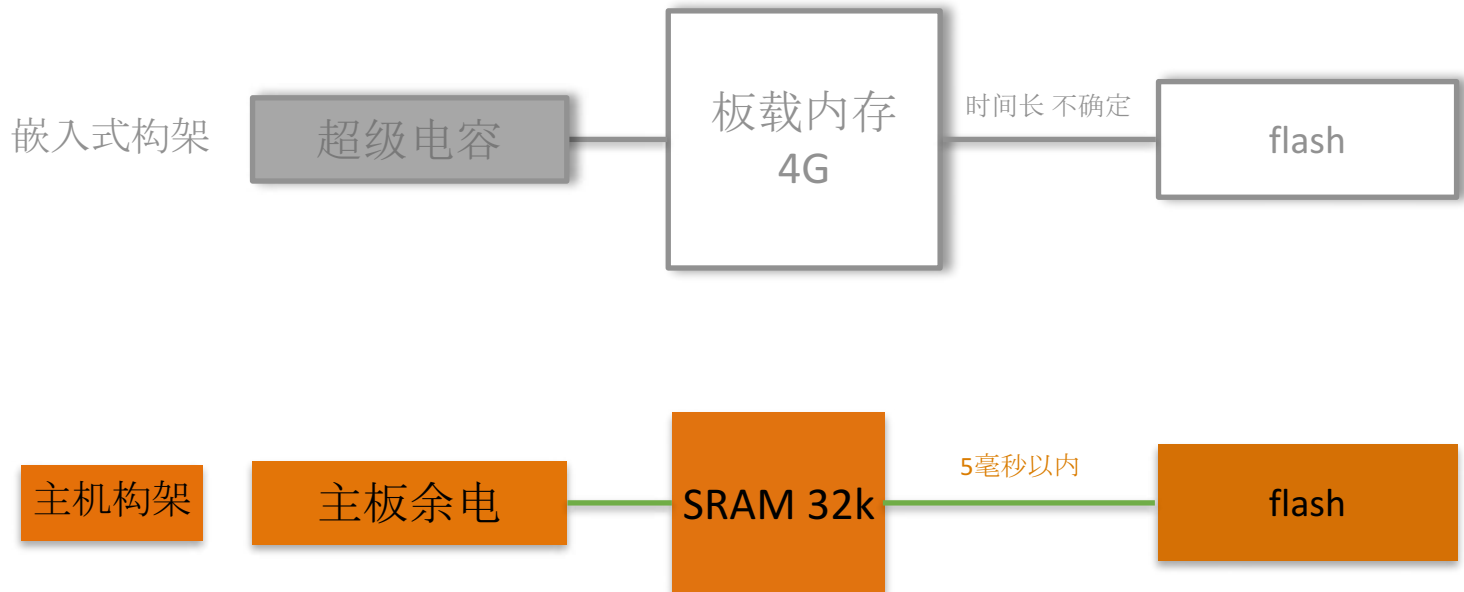 嵌入式构架
超级电容
板载内存
4G
时间长 不确定
flash
主机构架
主板余电
SRAM 32k
5毫秒以内
flash